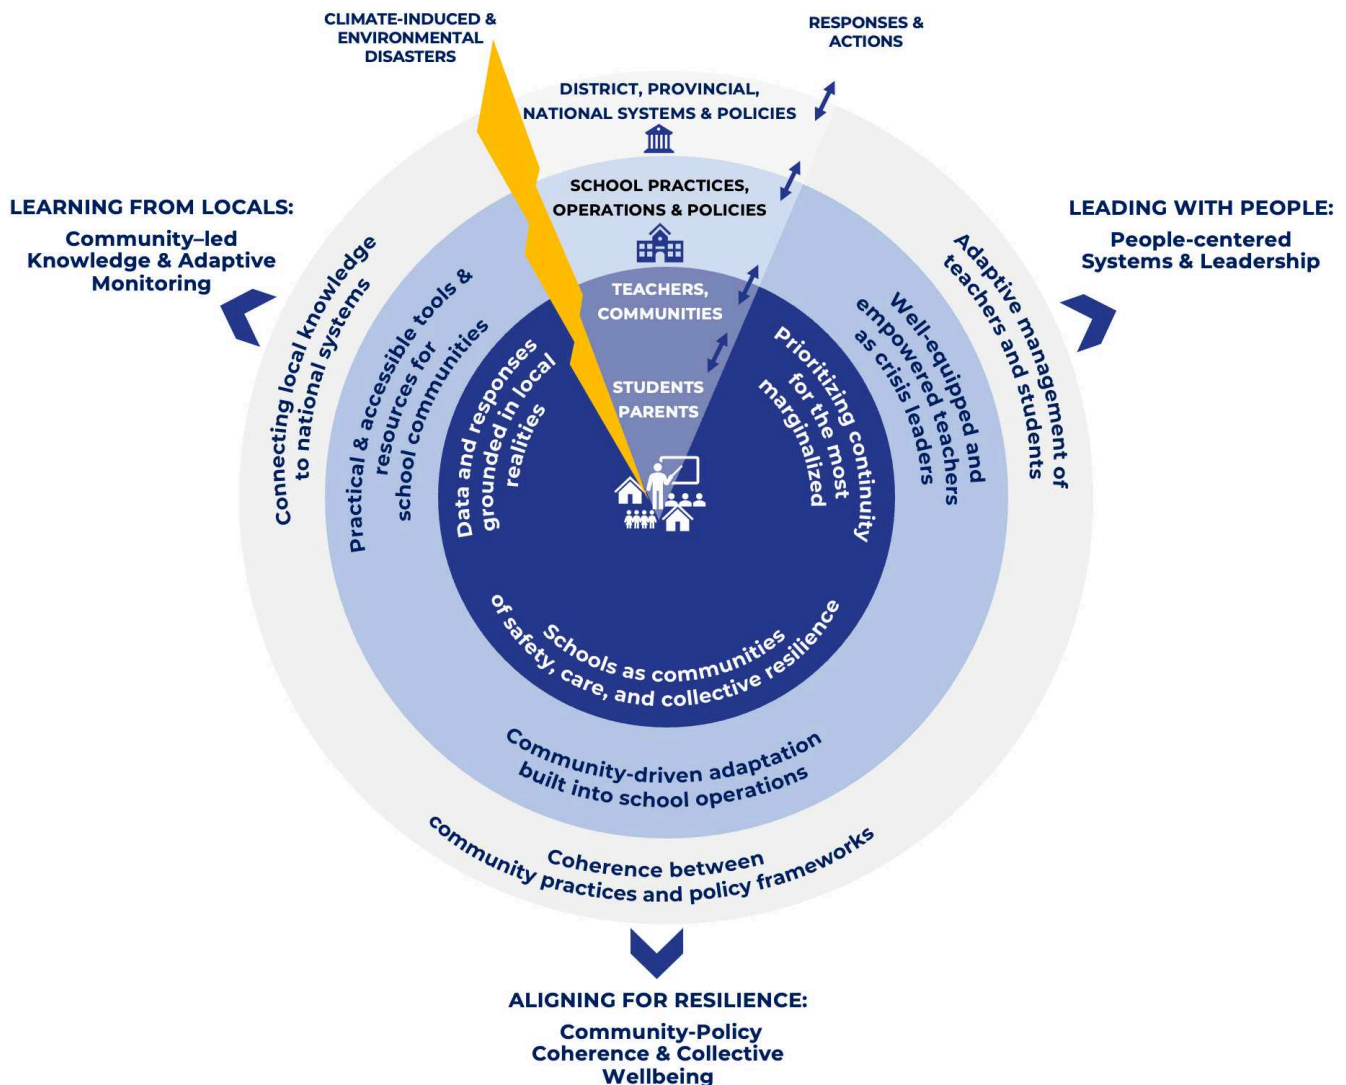 CLIMATE-INDUCED &
ENVIRONMENTAL
DISASTERS
RESPONSES &
ACTIONS
DISTRICT, PROVINCIAL,
NATIONAL SYSTEMS & POLICIES
SCHOOL PRACTICES,
OPERATIONS & POLICIES
TEACHERS,
COMMUNITIES
STUDENTS
PARENTS
LEARNING FROM LOCALS:
Community–led
Knowledge & Adaptive
Monitoring
LEADING WITH PEOPLE:
People-centered
Systems & Leadership
Connecting local knowledge
to national systems
Practical & accessible tools &
resources for
school communities
Data and responses
grounded in local
realities
Prioritizing continuity
for the most
marginalized
Well-equipped and
empowered teachers
as crisis leaders
Adaptive management of
teachers and students
Schools as communities
of safety, care, and collective resilience
Community-driven adaptation
built into school operations
Coherence between
community practices and policy frameworks
ALIGNING FOR RESILIENCE:
Community-Policy
Coherence & Collective
Wellbeing